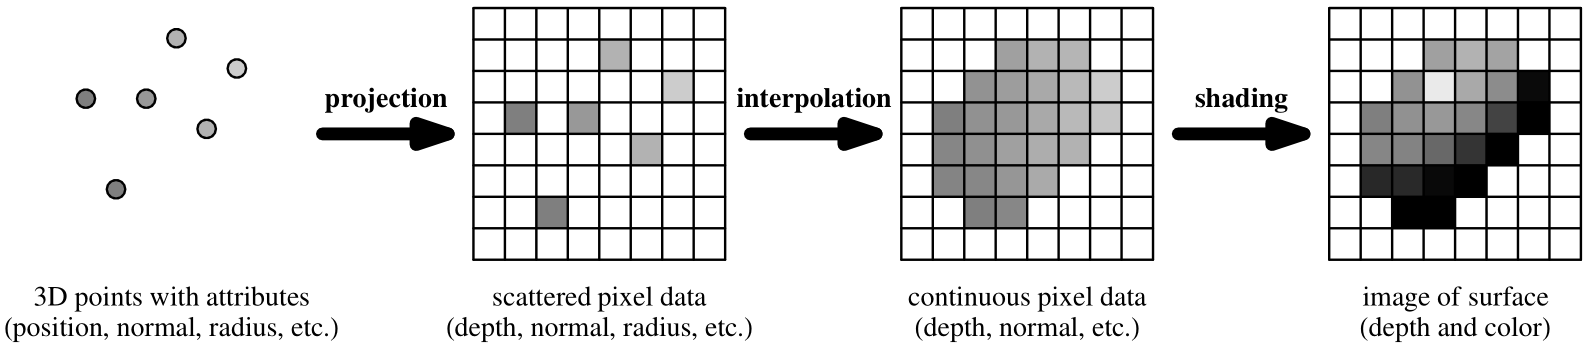 projection
interpolation
shading
3D points with attributes
(position, normal, radius, etc.)
scattered pixel data
(depth, normal, radius, etc.)
continuous pixel data
(depth, normal, etc.)
image of surface
(depth and color)